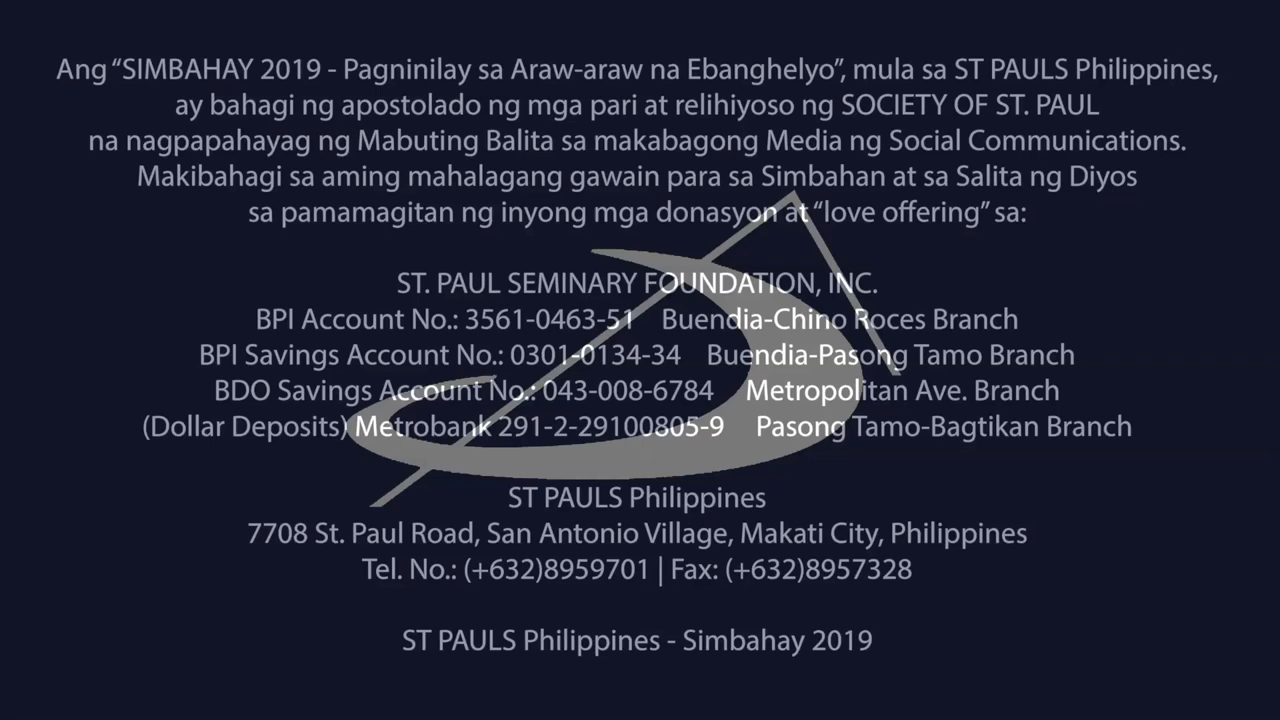 Ang “SIMBAHAY 2019 - Pagninilay sa Araw-araw na Ebanghelyo”, mula sa ST PAULS Philippines,
ay bahagi ng apostolado ng mga pari at relihiyoso ng SOCIETY OF ST. PAUL
na nagpapahayag ng Mabuting Balita sa makabagong Media ng Social Communications.
Makibahagi sa aming mahalagang gawain para sa Simbahan at sa Salita ng Diyos
sa pamamagitan ng inyong mga donasyon at “love offering” sa:
ST. PAUL SEMINARY FOUNDATION, INC.
BPI Account No.: 3561-0463-51 Buendia-Chino Roces Branch
BPI Savings Account No.: 0301-0134-34 Buendia-Pasong Tamo Branch
BDO Savings Account No.: 043-008-6784 Metropolitan Ave. Branch
(Dollar Deposits) Metrobank 291-2-29100805-9 Pasong Tamo-Bagtikan Branch
ST PAULS Philippines
7708 St. Paul Road, San Antonio Village, Makati City, Philippines
Tel. No.: (+632)8959701 | Fax: (+632)8957328
ST PAULS Philippines - Simbahay 2019